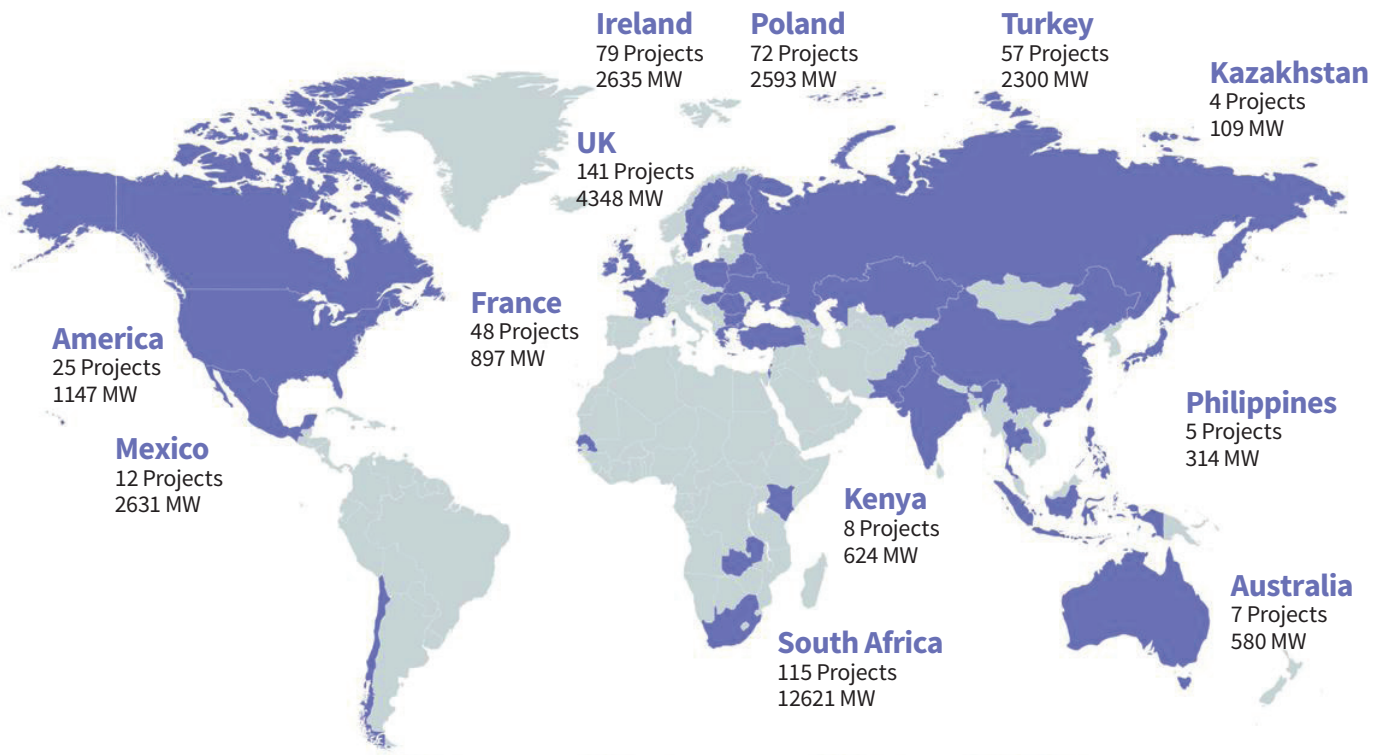 Ireland
79 Projects
2635 MW
Poland
72 Projects
2593 MW
Turkey
57 Projects
2300 MW
Kazakhstan
4 Projects
109 MW
UK
141 Projects
4348 MW
France
48 Projects
897 MW
America
25 Projects
1147 MW
Mexico
12 Projects
2631 MW
Philippines
5 Projects
314 MW
Kenya
8 Projects
624 MW
Australia
7 Projects
580 MW
South Africa
115 Projects
12621 MW